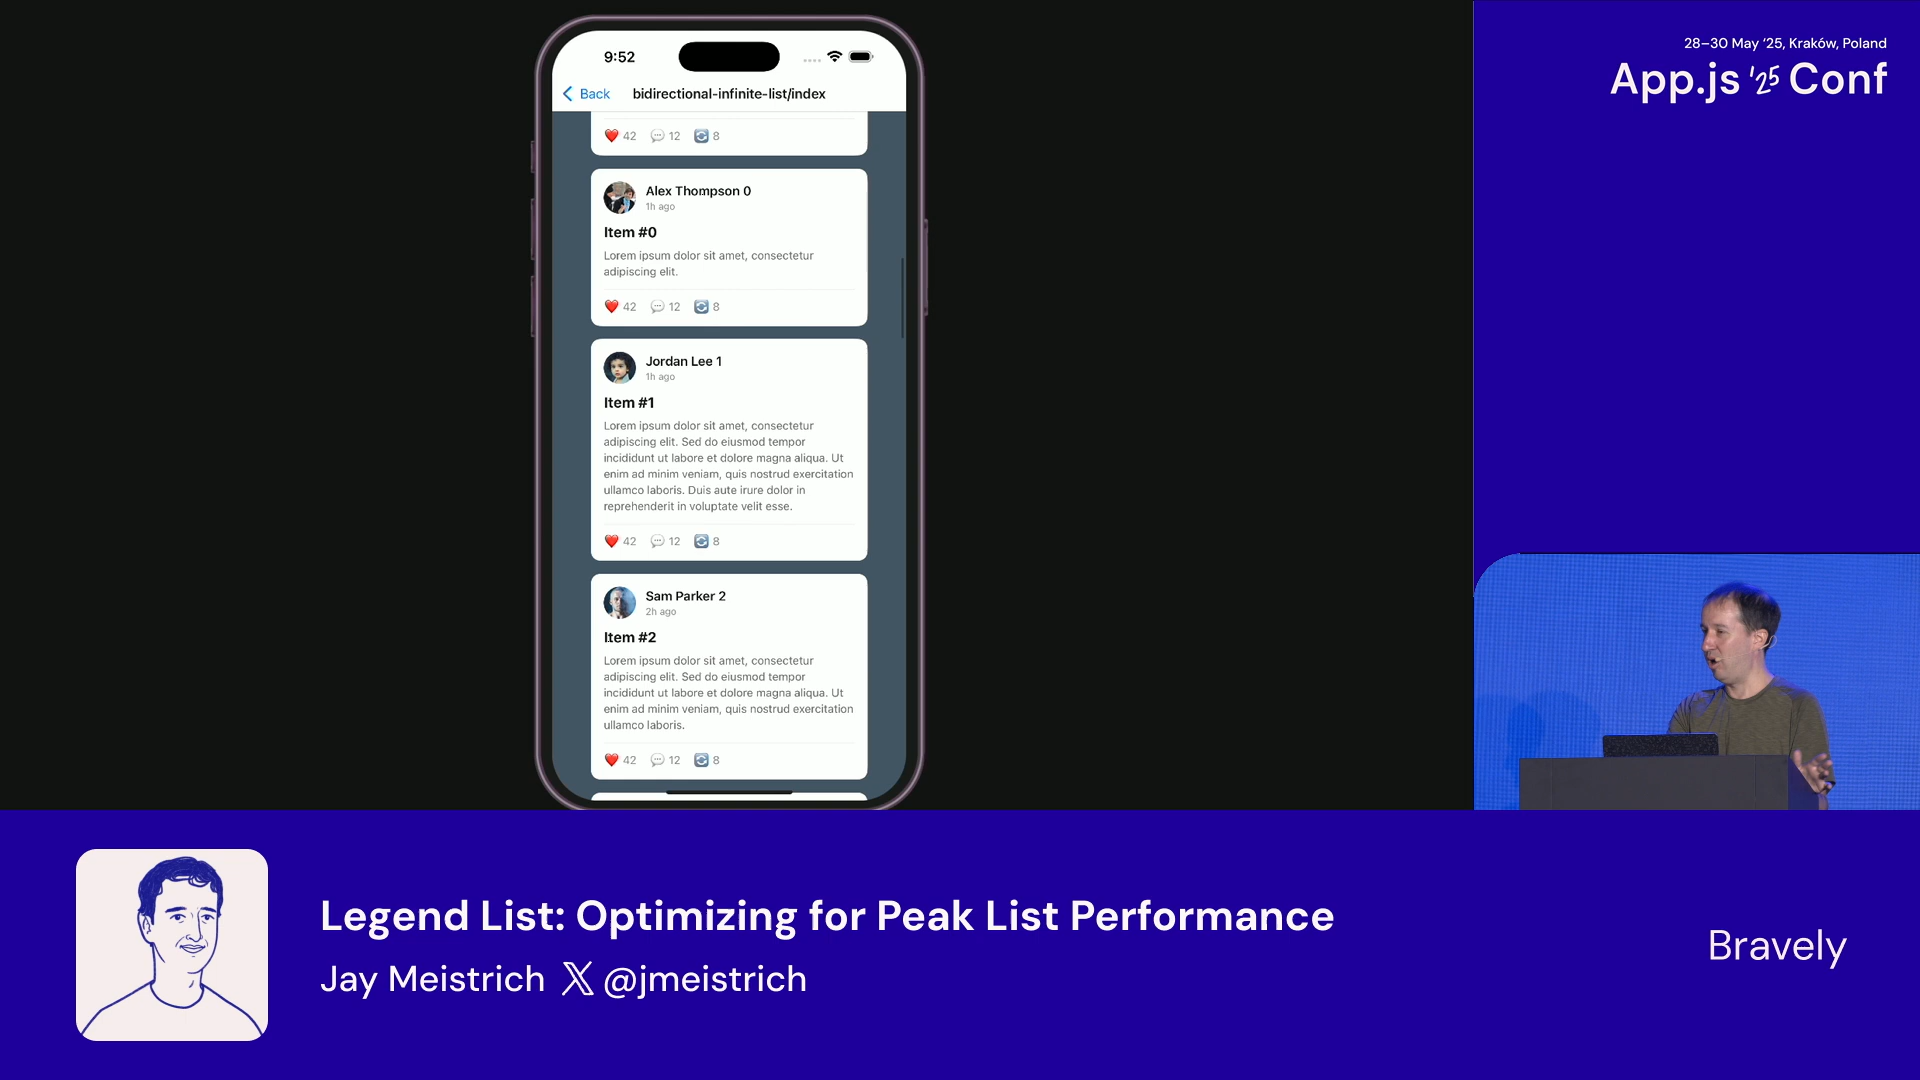 9:52
Back
bidirectional-infinite-list/index
42 12 8
Alex Thompson 0
1h ago
Item #0
Lorem ipsum dolor sit amet, consectetur
adipiscing elit.
42 12 8
Jordan Lee 1
1h ago
Item #1
Lorem ipsum dolor sit amet, consectetur
adipiscing elit. Sed do eiusmod tempor
incididunt ut labore et dolore magna aliqua. Ut
enim ad minim veniam, quis nostrud exercitation
ullamco laboris. Duis aute irure dolor in
reprehenderit in voluptate velit esse.
42 12 8
Sam Parker 2
2h ago
Item #2
Lorem ipsum dolor sit amet, consectetur
adipiscing elit. Sed do eiusmod tempor
incididunt ut labore et dolore magna aliqua. Ut
enim ad minim veniam, quis nostrud exercitation
ullamco laboris.
42 12 8
28–30 May '25, Kraków, Poland
App.js '25 Conf
Legend List: Optimizing for Peak List Performance
Jay Meistrich 𝕏 @jmeistrich
Bravely